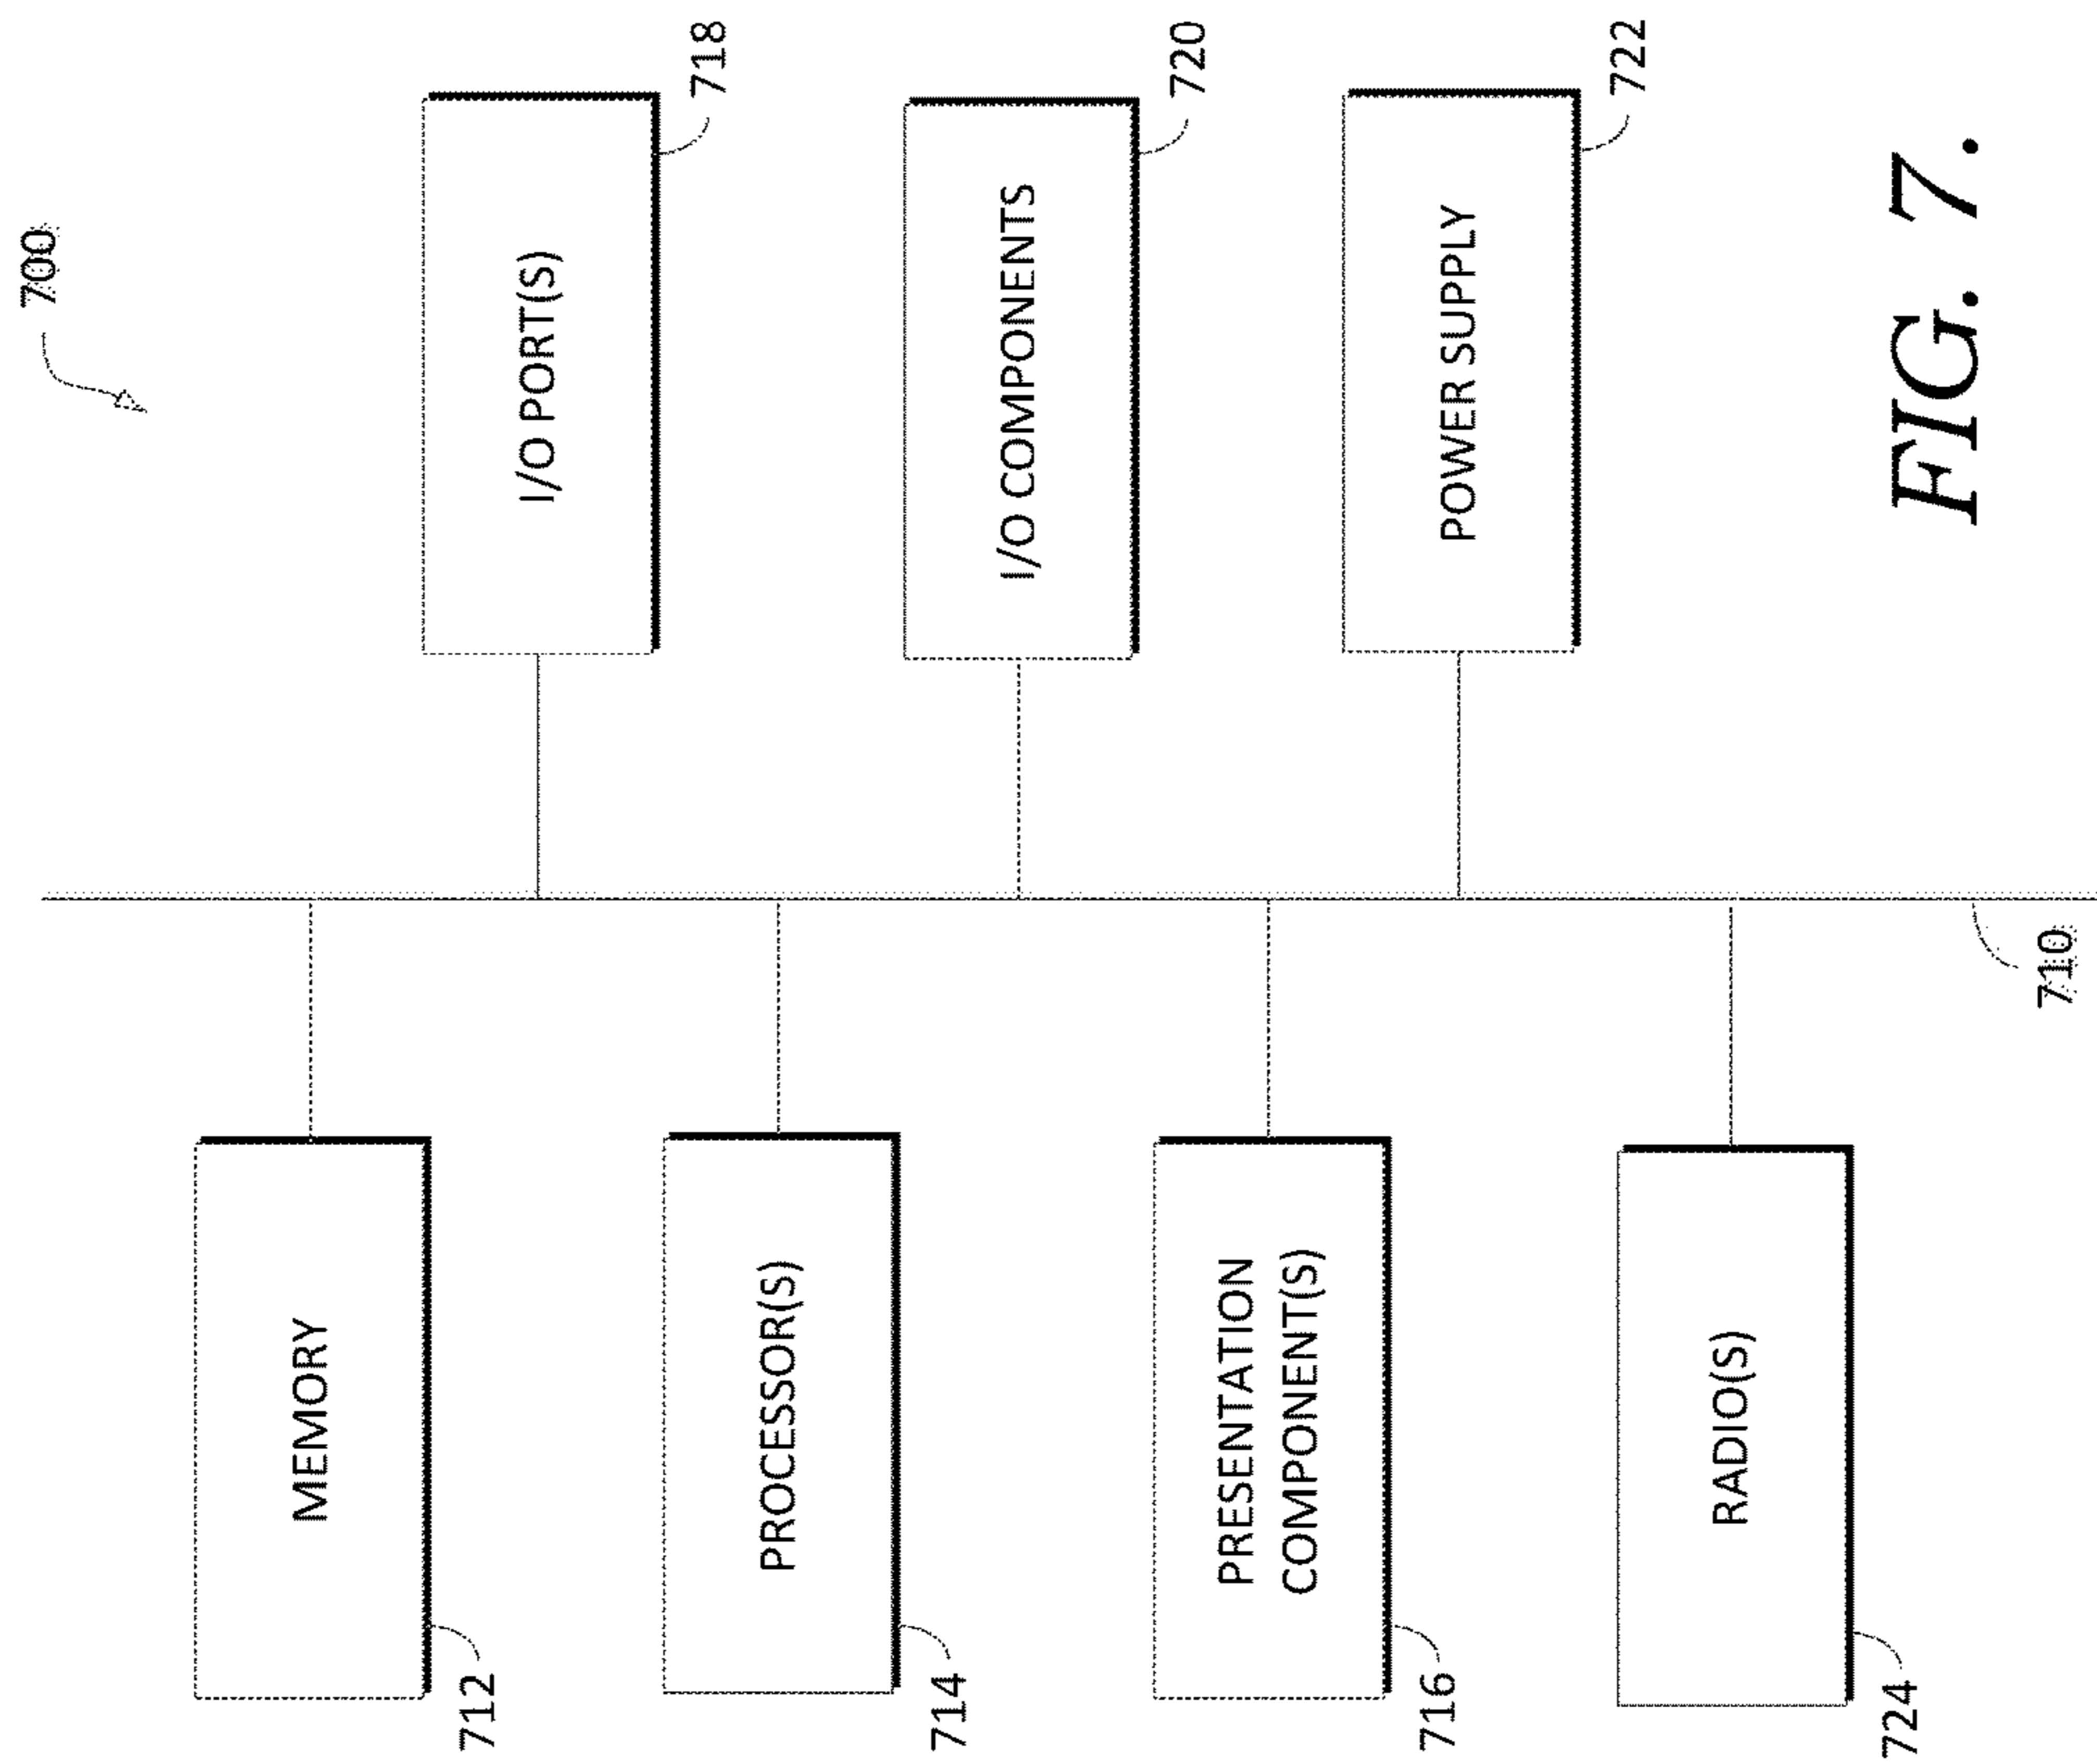 700
MEMORY
712
I/O PORT(S)
718
PROCESSOR(S)
714
I/O COMPONENTS
720
PRESENTATION
COMPONENT(S)
716
POWER SUPPLY
722
RADIO(S)
724
710
FIG. 7.